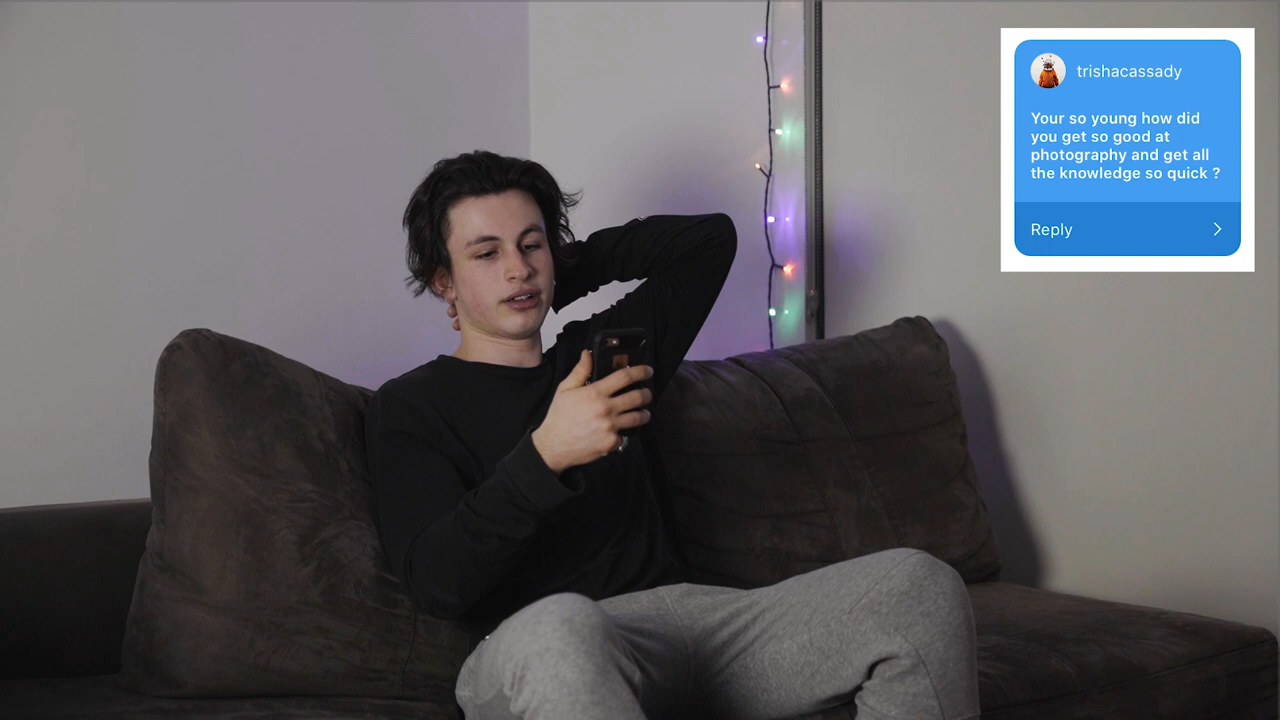 trishacassady
Your so young how did
you get so good at
photography and get all
the knowledge so quick ?
Reply